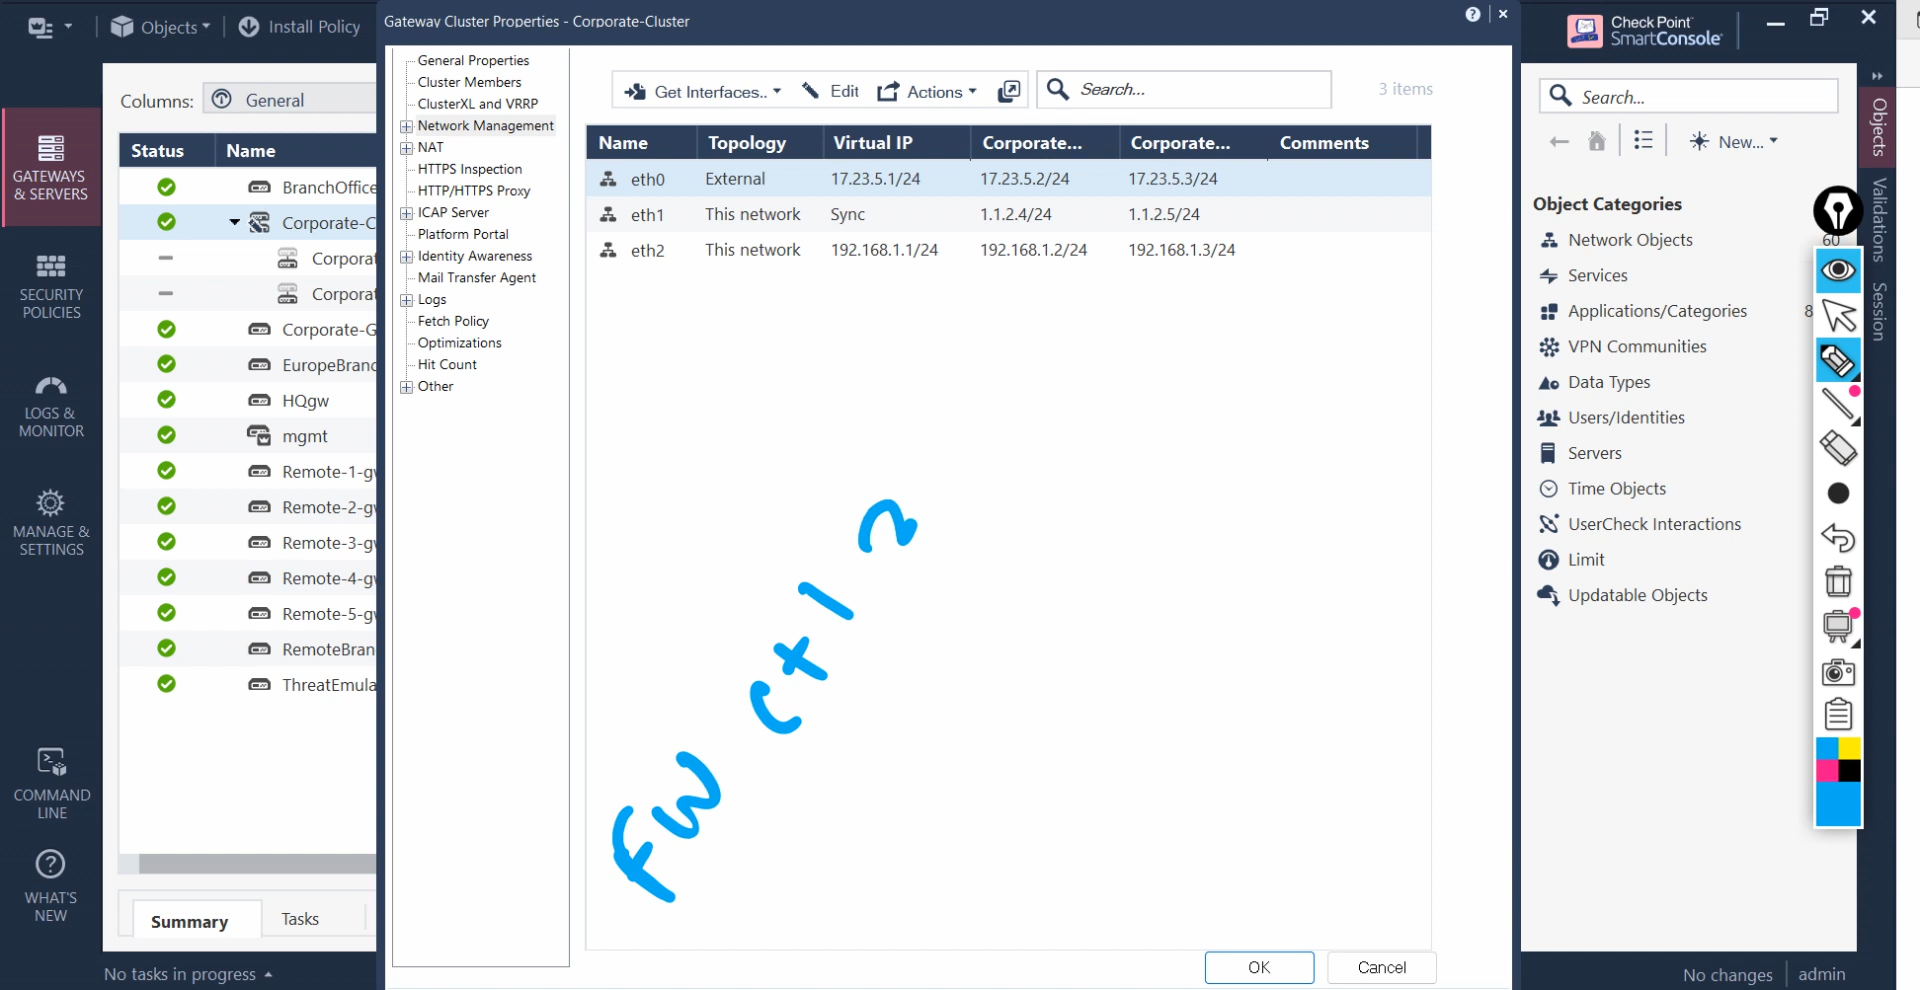 Objects
Install Policy
Gateway Cluster Properties - Corporate-Cluster
Check Point
SmartConsole
Columns: General
Status Name
BranchOffice
Corporate-C
Corporat
Corporat
Corporate-G
EuropeBranc
HQgw
mgmt
Remote-1-gw
Remote-2-gw
Remote-3-gw
Remote-4-gw
Remote-5-gw
RemoteBran
ThreatEmula
Summary Tasks
No tasks in progress
GATEWAYS
& SERVERS
SECURITY
POLICIES
LOGS &
MONITOR
MANAGE &
SETTINGS
COMMAND
LINE
WHAT'S
NEW
General Properties
Cluster Members
ClusterXL and VRRP
Network Management
NAT
HTTPS Inspection
HTTP/HTTPS Proxy
ICAP Server
Platform Portal
Identity Awareness
Mail Transfer Agent
Logs
Fetch Policy
Optimizations
Hit Count
Other
Get Interfaces.. Edit Actions Search... 3 items
Name Topology Virtual IP Corporate... Corporate... Comments
eth0 External 17.23.5.1/24 17.23.5.2/24 17.23.5.3/24
eth1 This network Sync 1.1.2.4/24 1.1.2.5/24
eth2 This network 192.168.1.1/24 192.168.1.2/24 192.168.1.3/24
OK Cancel
Search...
New...
Object Categories
Network Objects 60
Services
Applications/Categories 8
VPN Communities
Data Types
Users/Identities
Servers
Time Objects
UserCheck Interactions
Limit
Updatable Objects
Objects
Validations
Session
No changes admin